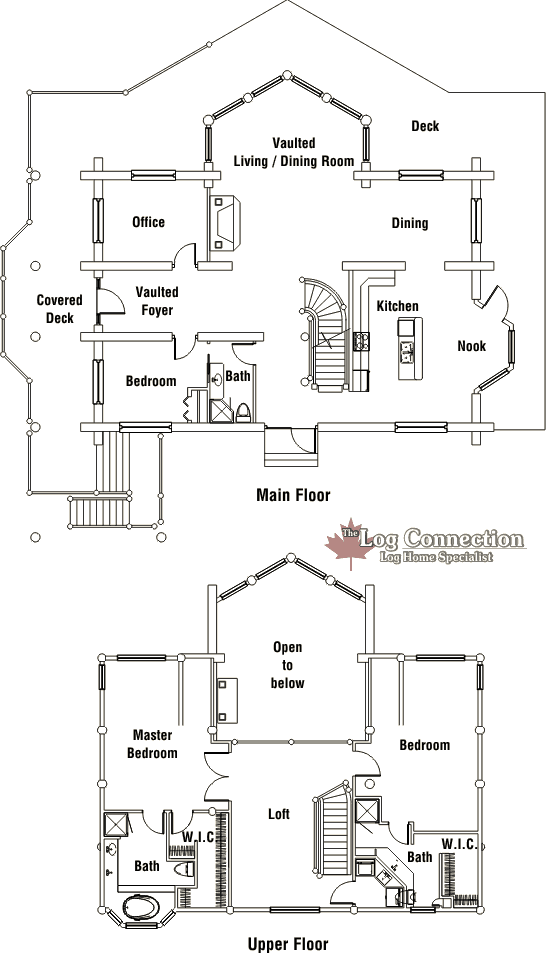 Deck
Vaulted
Living / Dining Room
Office
Dining
Covered
Deck
Vaulted
Foyer
Kitchen
Nook
Bedroom
Bath
Main Floor
The Log Connection
Log Home Specialist
Open
to
below
Master
Bedroom
Bedroom
Loft
W.I.C.
W.I.C.
Bath
Bath
Upper Floor